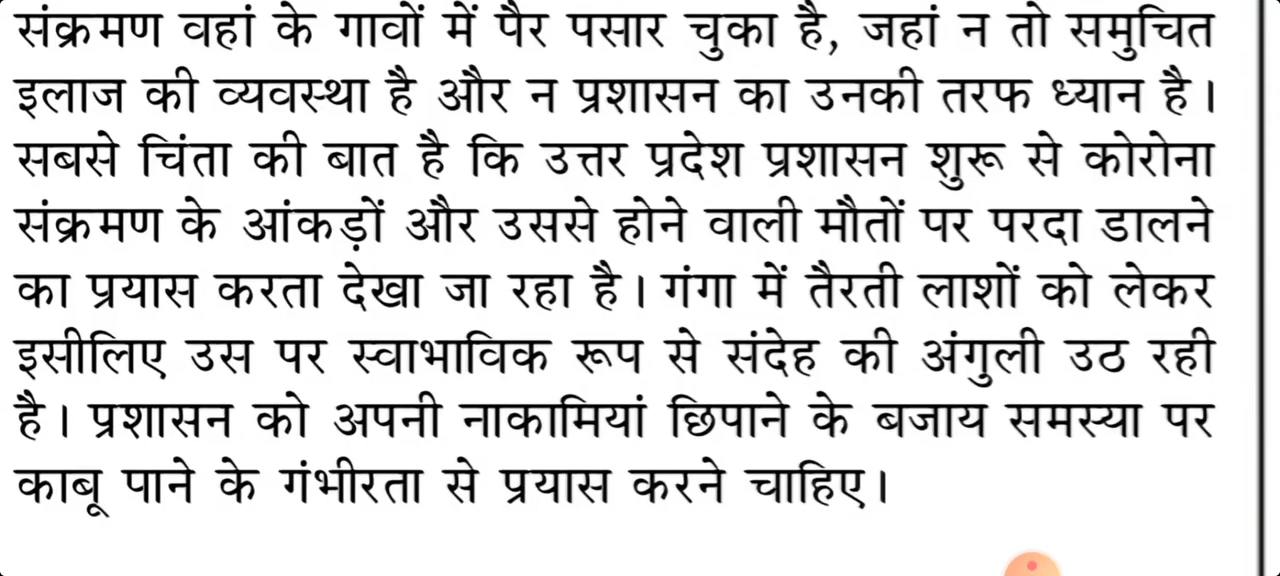 संक्रमण वहां के गावों में पैर पसार चुका है, जहां न तो समुचित
इलाज की व्यवस्था है और न प्रशासन का उनकी तरफ ध्यान है।
सबसे चिंता की बात है कि उत्तर प्रदेश प्रशासन शुरू से कोरोना
संक्रमण के आंकड़ों और उससे होने वाली मौतों पर परदा डालने
का प्रयास करता देखा जा रहा है। गंगा में तैरती लाशों को लेकर
इसीलिए उस पर स्वाभाविक रूप से संदेह की अंगुली उठ रही
है। प्रशासन को अपनी नाकामियां छिपाने के बजाय समस्या पर
काबू पाने के गंभीरता से प्रयास करने चाहिए।